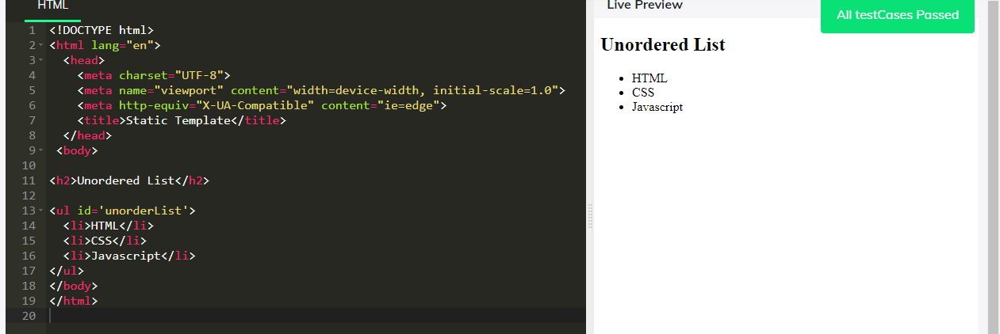 HTML
1 <!DOCTYPE html>
2 <html lang="en">
3 <head>
4 <meta charset="UTF-8">
5 <meta name="viewport" content="width=device-width, initial-scale=1.0">
6 <meta http-equiv="X-UA-Compatible" content="ie=edge">
7 <title>Static Template</title>
8 </head>
9 <body>
10
11 <h2>Unordered List</h2>
12
13 <ul id='unorderList'>
14 <li>HTML</li>
15 <li>CSS</li>
16 <li>Javascript</li>
17 </ul>
18 </body>
19 </html>
20
Live Preview
All testCases Passed
Unordered List
• HTML
• CSS
• Javascript